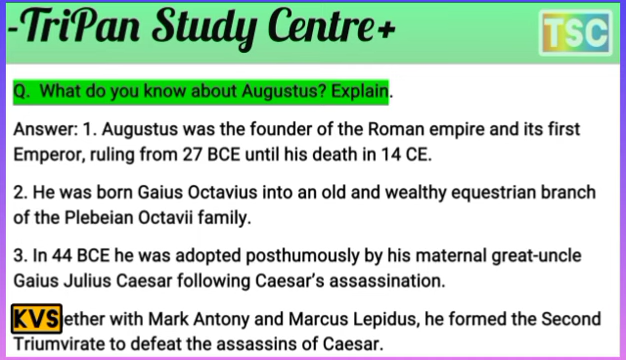 -TriPan Study Centre+
TSC
Q. What do you know about Augustus? Explain.
Answer: 1. Augustus was the founder of the Roman empire and its first
Emperor, ruling from 27 BCE until his death in 14 CE.
2. He was born Gaius Octavius into an old and wealthy equestrian branch
of the Plebeian Octavii family.
3. In 44 BCE he was adopted posthumously by his maternal great-uncle
Gaius Julius Caesar following Caesar's assassination.
KVS ether with Mark Antony and Marcus Lepidus, he formed the Second
Triumvirate to defeat the assassins of Caesar.